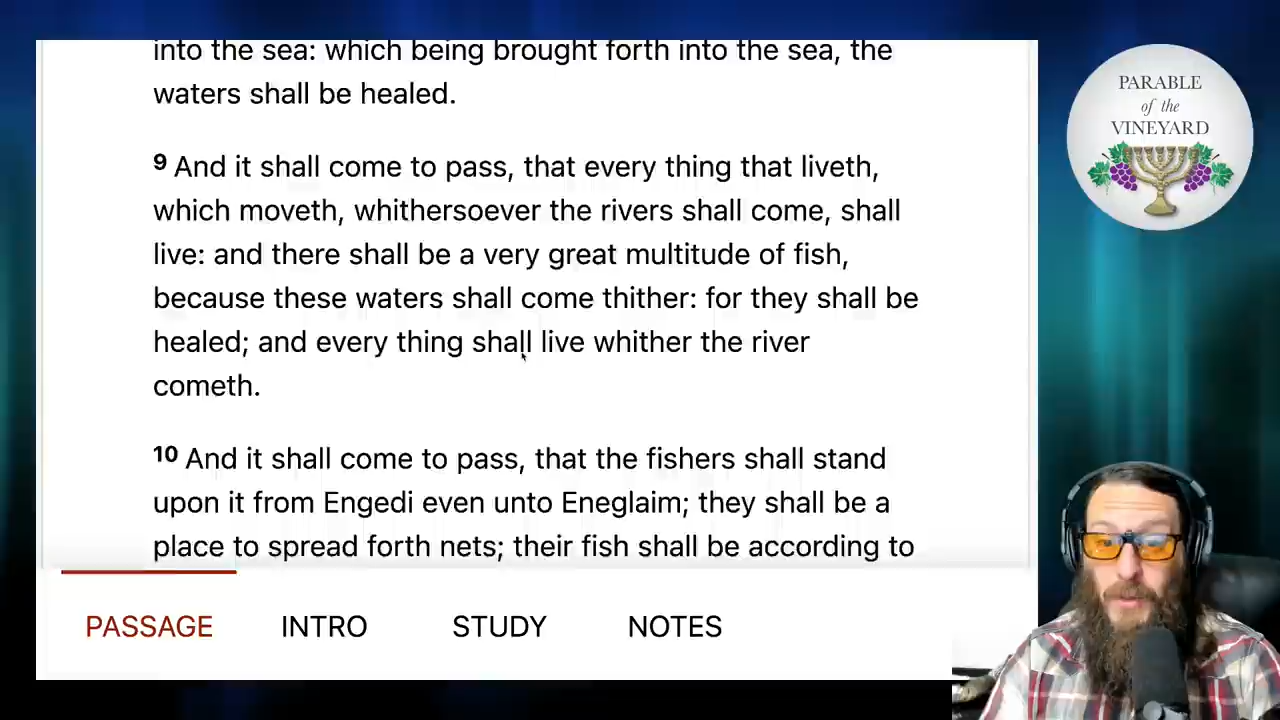 into the sea: which being brought forth into the sea, the
waters shall be healed.
9 And it shall come to pass, that every thing that liveth,
which moveth, whithersoever the rivers shall come, shall
live: and there shall be a very great multitude of fish,
because these waters shall come thither: for they shall be
healed; and every thing shall live whither the river
cometh.
10 And it shall come to pass, that the fishers shall stand
upon it from Engedi even unto Eneglaim; they shall be a
place to spread forth nets; their fish shall be according to
PASSAGE INTRO STUDY NOTES
PARABLE
of the
VINEYARD